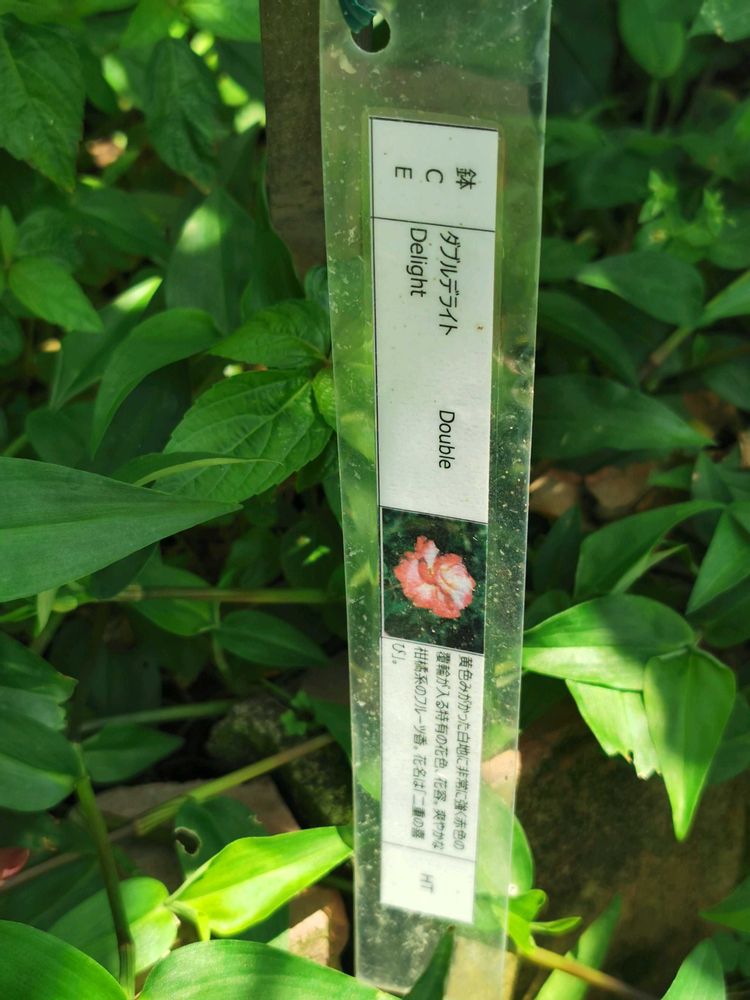 鉢
C
E
ダブルデライト Double
Delight
黄色みがかった白地に非常に強く赤色の
覆輪が入る特有の花色、花容。爽やかな
柑橘系のフルーツ香。花名は「二重の喜
び」。
HT